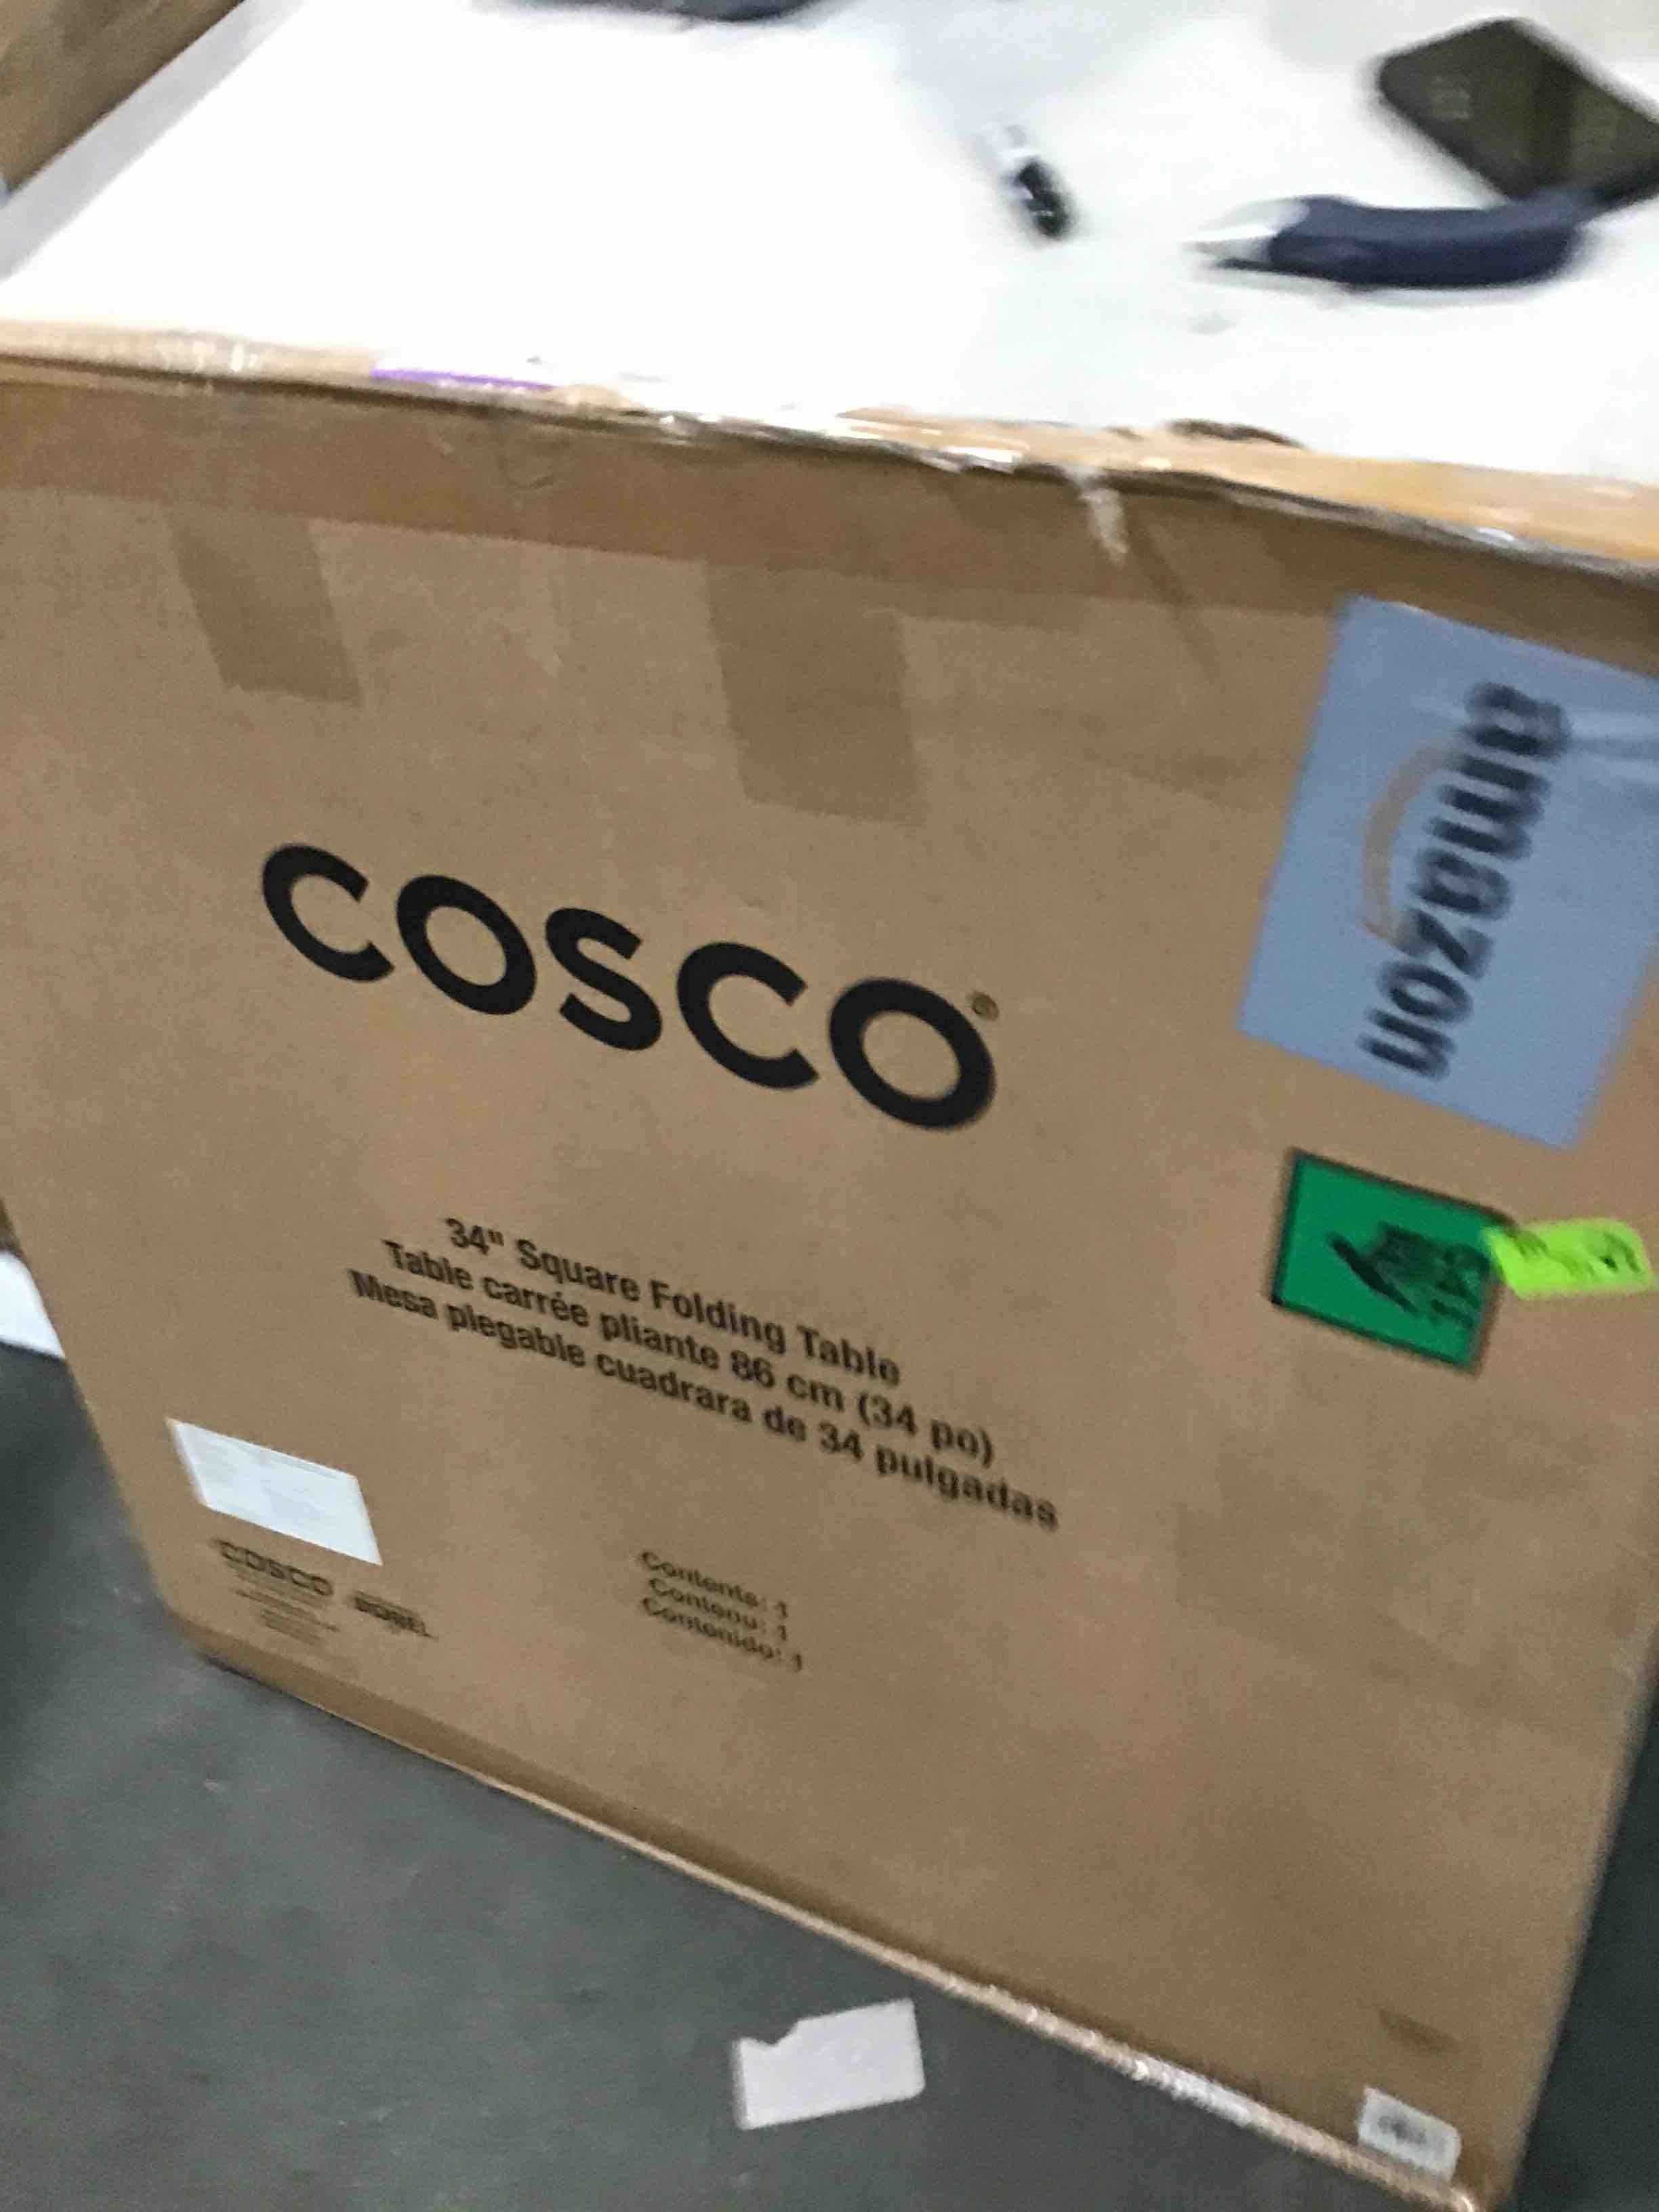 amazon
COSCO®
34" Square Folding Table
Table carrée pliante 86 cm (34 po)
Mesa plegable cuadrara de 34 pulgadas
Contents: 1
Contenu: 1
Contenido: 1
COSCO DOREL